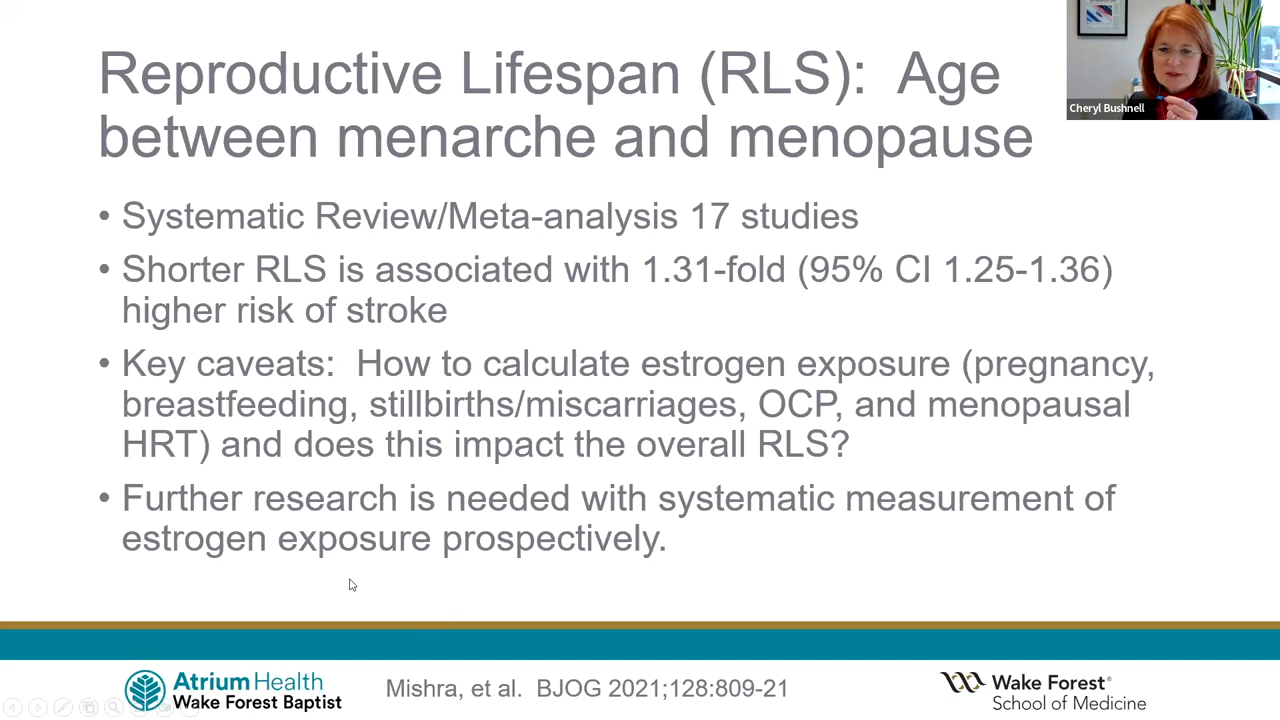 Reproductive Lifespan (RLS):  Age
between menarche and menopause
Cheryl Bushnell
• Systematic Review/Meta-analysis 17 studies
• Shorter RLS is associated with 1.31-fold (95% CI 1.25-1.36)
higher risk of stroke
• Key caveats:  How to calculate estrogen exposure (pregnancy,
breastfeeding, stillbirths/miscarriages, OCP, and menopausal
HRT) and does this impact the overall RLS?
• Further research is needed with systematic measurement of
estrogen exposure prospectively.
Atrium Health
Wake Forest Baptist
Mishra, et al.  BJOG 2021;128:809-21
Wake Forest®
School of Medicine